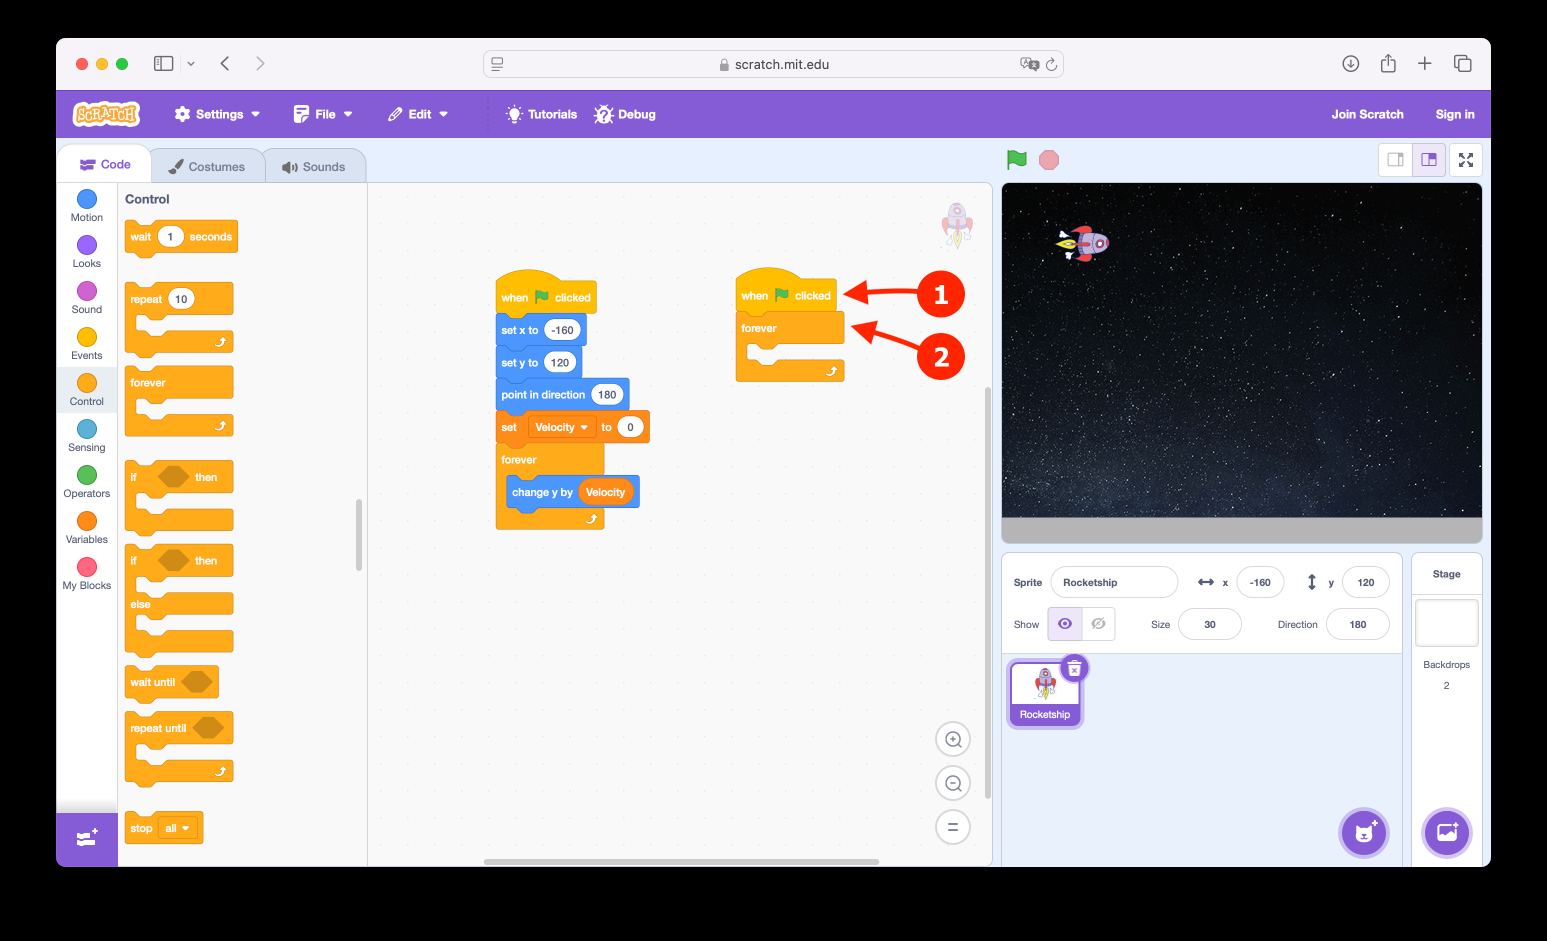 scratch.mit.edu
SCRATCH
Settings
File
Edit
Tutorials
Debug
Join Scratch
Sign in
Code
Costumes
Sounds
Motion
Looks
Sound
Events
Control
Sensing
Operators
Variables
My Blocks
Control
wait 1 seconds
repeat 10
forever
if then
if then
else
wait until
repeat until
stop all
when clicked
set x to -160
set y to 120
point in direction 180
set Velocity to 0
forever
change y by Velocity
when clicked
forever
1
2
Sprite Rocketship x -160 y 120
Show Size 30 Direction 180
Rocketship
Stage
Backdrops
2